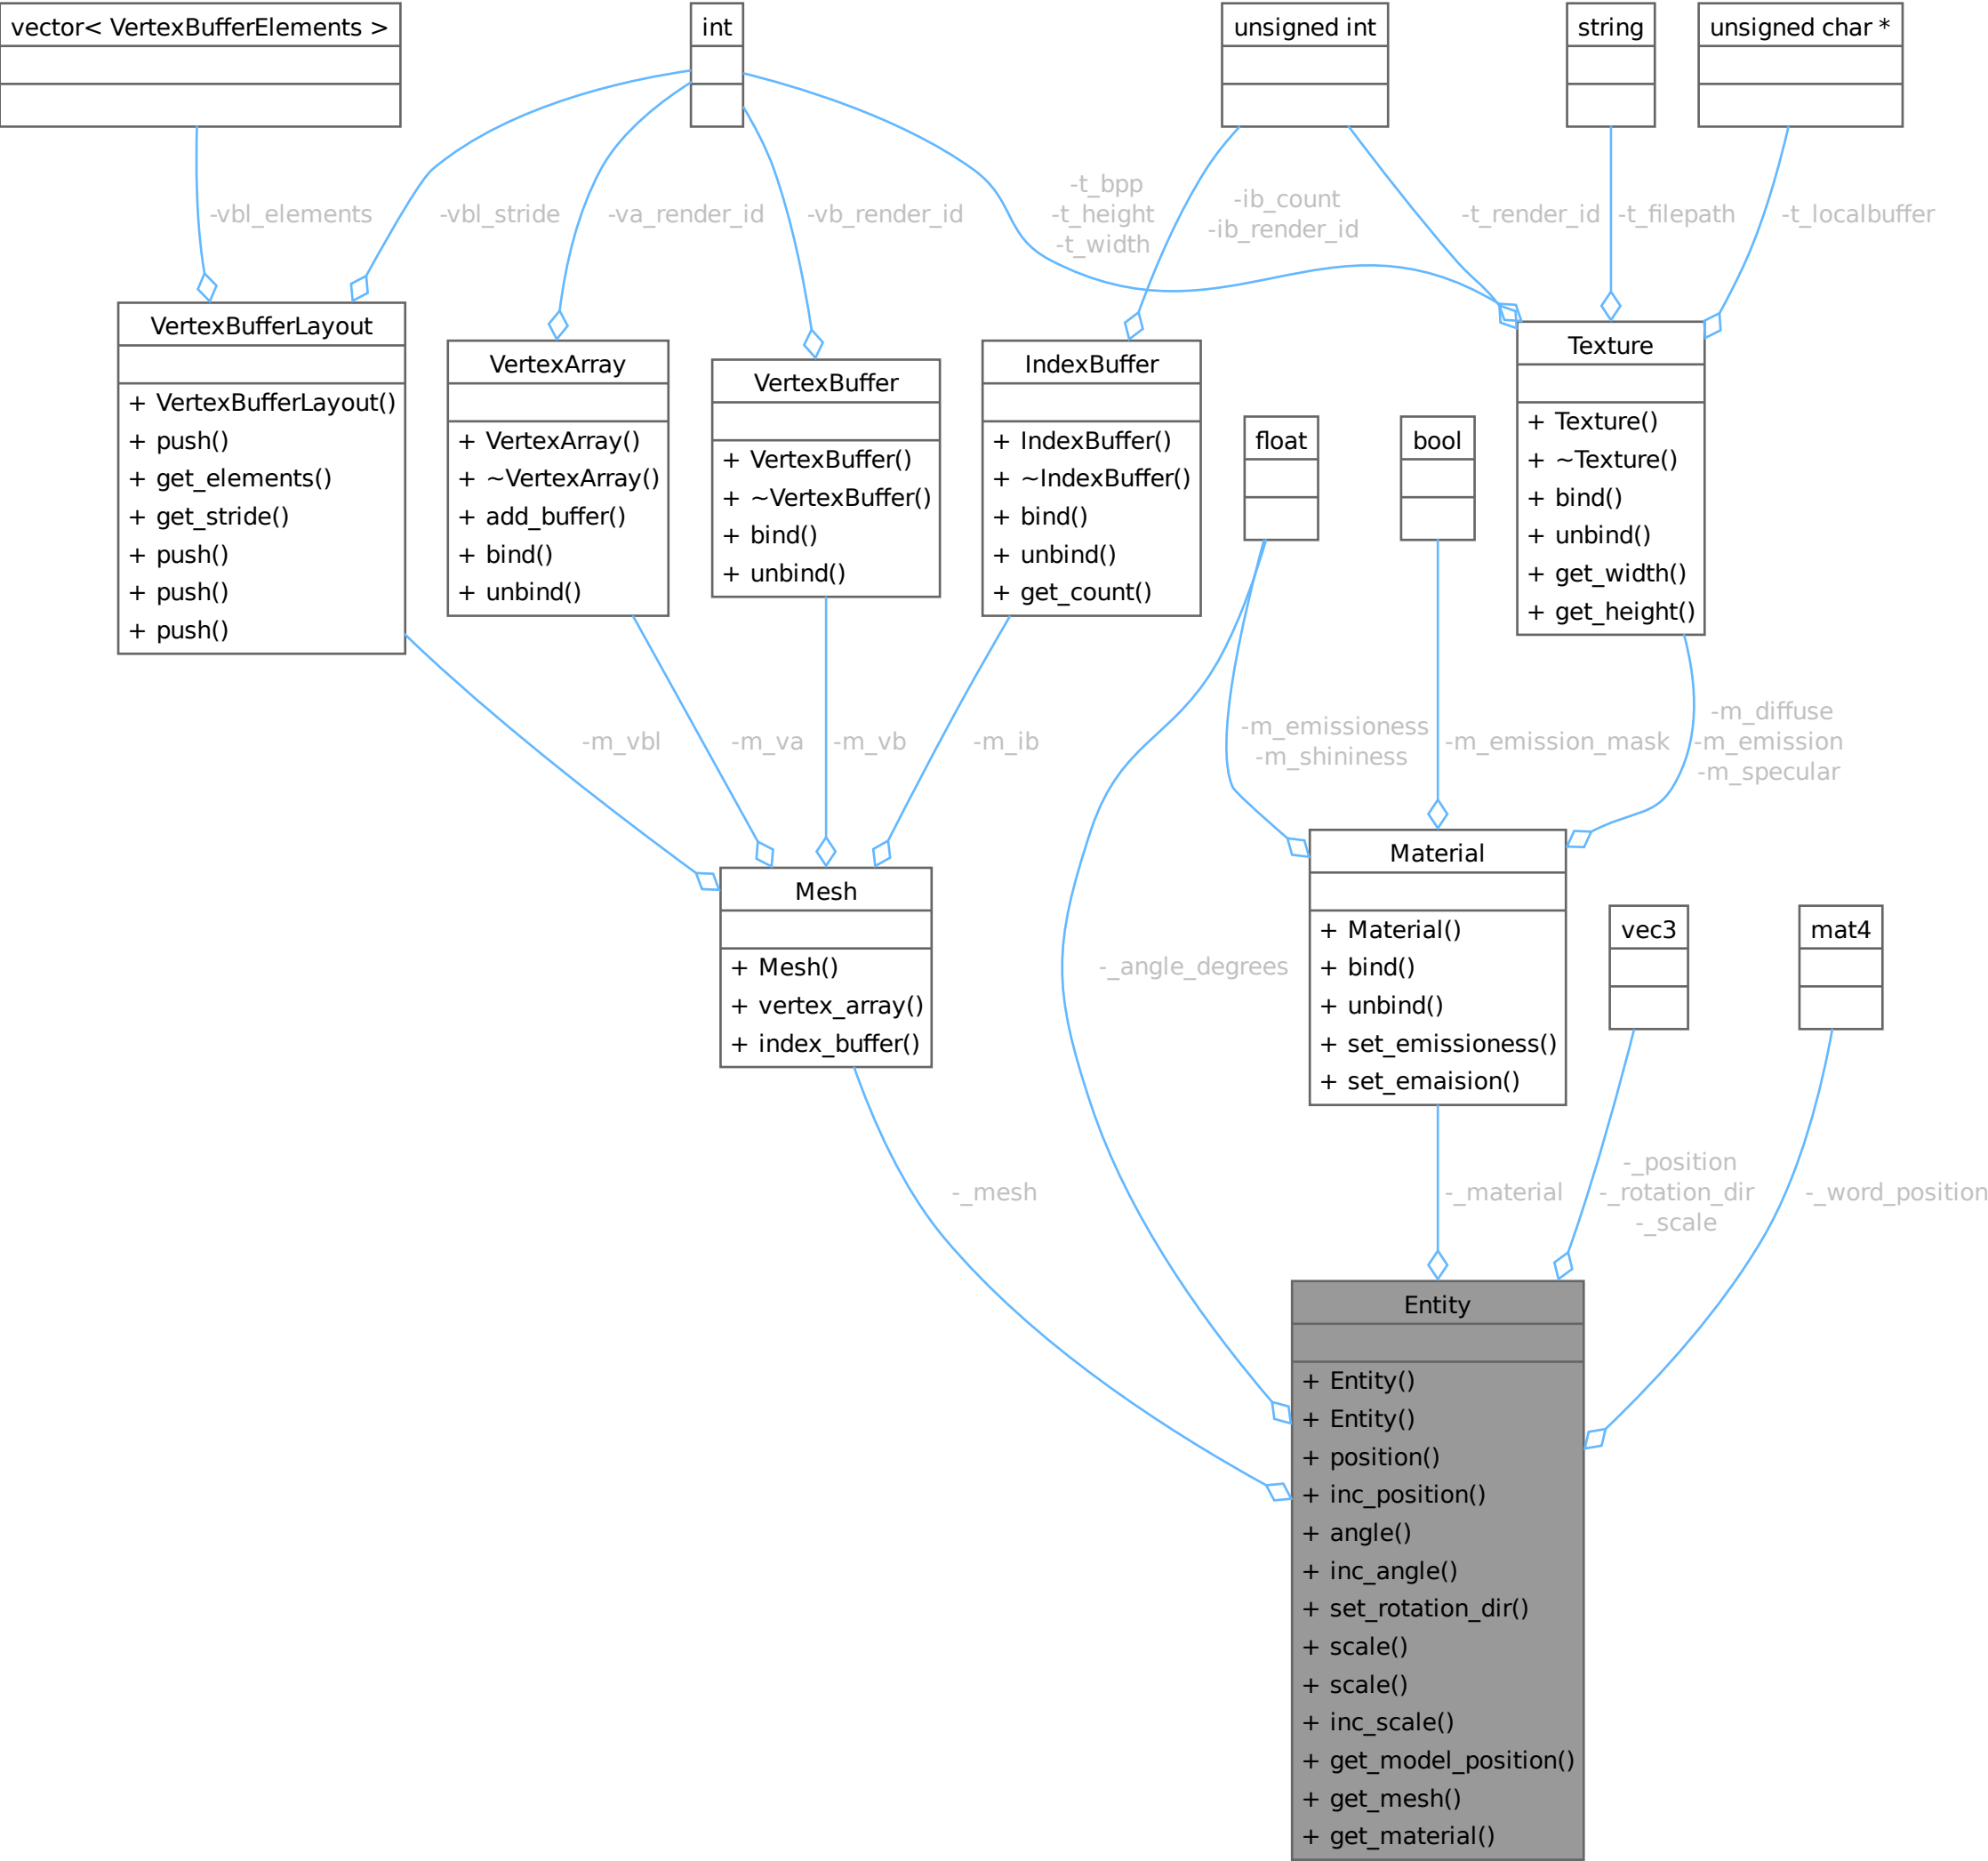 vector< VertexBufferElements >
int
unsigned int
string
unsigned char *
-vbl_elements
-vbl_stride
-va_render_id
-vb_render_id
-t_bpp
-t_height
-t_width
-ib_count
-ib_render_id
-t_render_id
-t_filepath
-t_localbuffer
VertexBufferLayout
+ VertexBufferLayout()
+ push()
+ get_elements()
+ get_stride()
+ push()
+ push()
+ push()
VertexArray
+ VertexArray()
+ ~VertexArray()
+ add_buffer()
+ bind()
+ unbind()
VertexBuffer
+ VertexBuffer()
+ ~VertexBuffer()
+ bind()
+ unbind()
IndexBuffer
+ IndexBuffer()
+ ~IndexBuffer()
+ bind()
+ unbind()
+ get_count()
float
bool
Texture
+ Texture()
+ ~Texture()
+ bind()
+ unbind()
+ get_width()
+ get_height()
-m_vbl
-m_va
-m_vb
-m_ib
-m_emissioness
-m_shininess
-m_emission_mask
-m_diffuse
-m_emission
-m_specular
Mesh
+ Mesh()
+ vertex_array()
+ index_buffer()
-_angle_degrees
Material
+ Material()
+ bind()
+ unbind()
+ set_emissioness()
+ set_emaision()
vec3
mat4
-_mesh
-_material
-_position
-_rotation_dir
-_scale
-_word_position
Entity
+ Entity()
+ Entity()
+ position()
+ inc_position()
+ angle()
+ inc_angle()
+ set_rotation_dir()
+ scale()
+ scale()
+ inc_scale()
+ get_model_position()
+ get_mesh()
+ get_material()